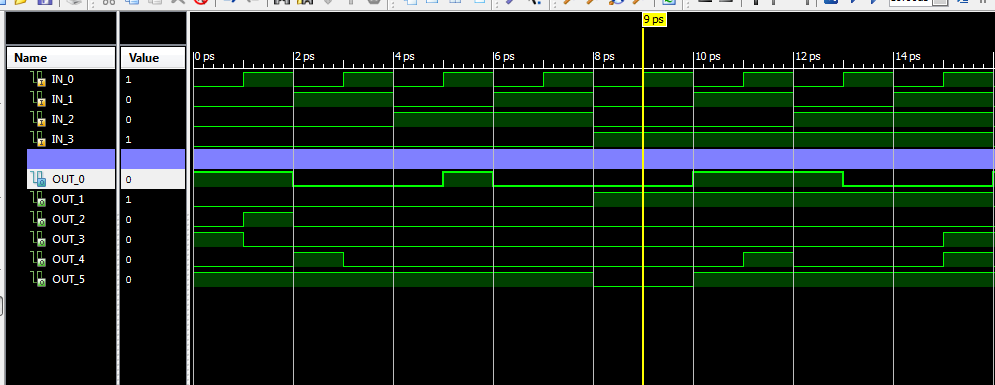 9 ps
Name Value
0 ps 2 ps 4 ps 6 ps 8 ps 10 ps 12 ps 14 ps
IN_0 1
IN_1 0
IN_2 0
IN_3 1
OUT_0 0
OUT_1 1
OUT_2 0
OUT_3 0
OUT_4 0
OUT_5 0